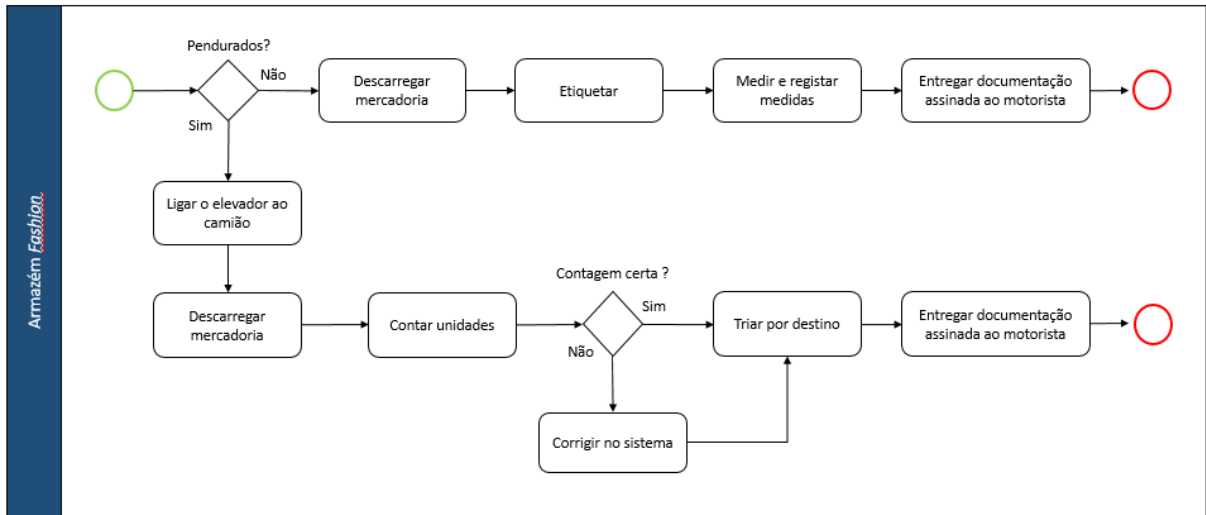 Armazém Fashion
Pendurados?
Não
Sim
Descarregar
mercadoria
Etiquetar
Medir e registar
medidas
Entregar documentação
assinada ao motorista
Ligar o elevador ao
camião
Descarregar
mercadoria
Contar unidades
Contagem certa ?
Sim
Não
Triar por destino
Entregar documentação
assinada ao motorista
Corrigir no sistema